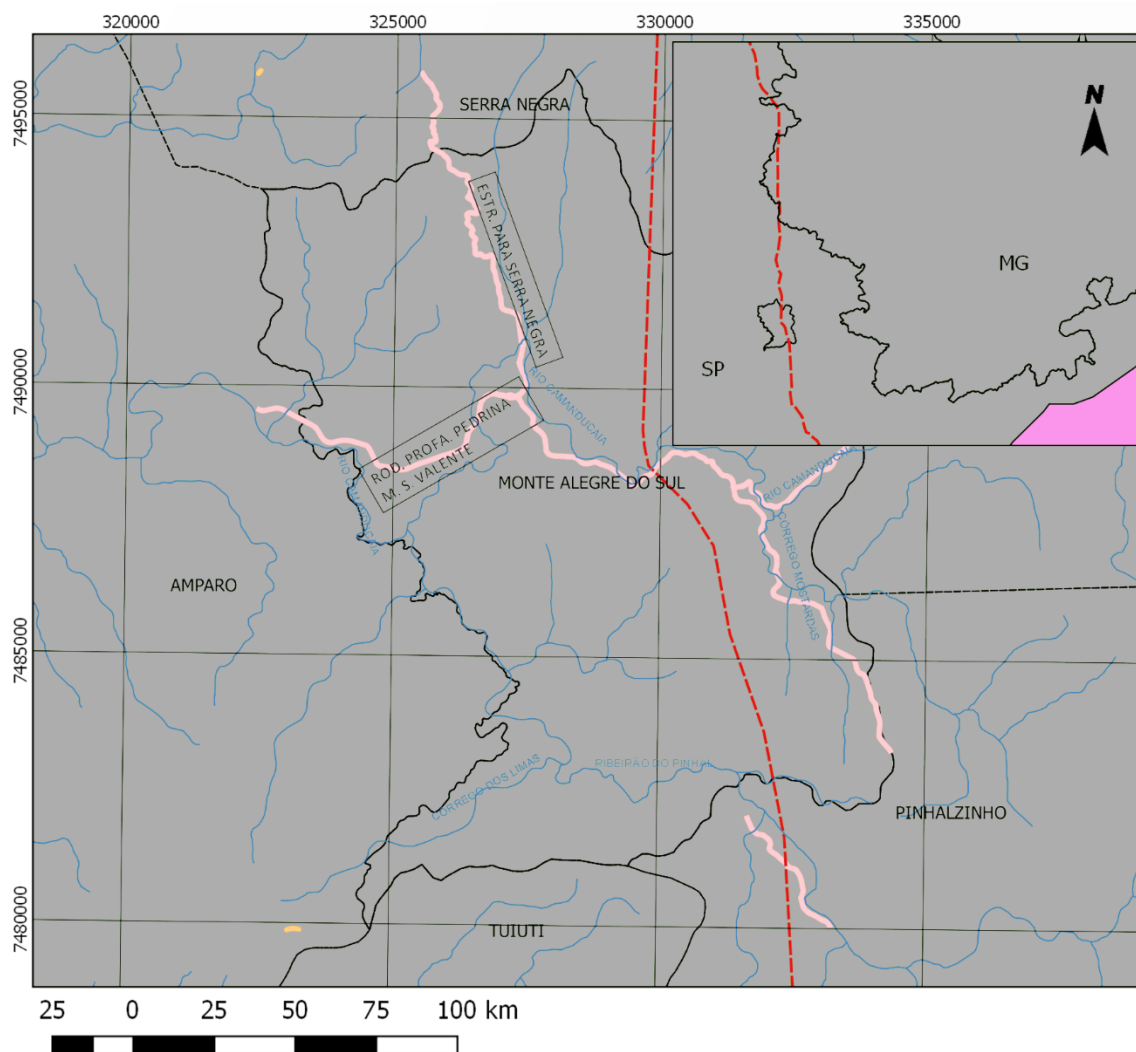 320000
325000
330000
335000
7495000
7490000
7485000
7480000
SERRA NEGRA
N
MG
SP
ESTR. PARA SERRA NEGRA
RIO CAMANDUCAIA
ROD. PROFA. PEDRINA
M. S. VALENTE
RIO CAMANDUCAIA
MONTE ALEGRE DO SUL
CÓRREGO MOSTARDAS
AMPARO
RIBEIRÃO DO PINHAL
CÓRREGO DOS LIMAS
PINHALZINHO
TUIUTI
25 0 25 50 75 100 km